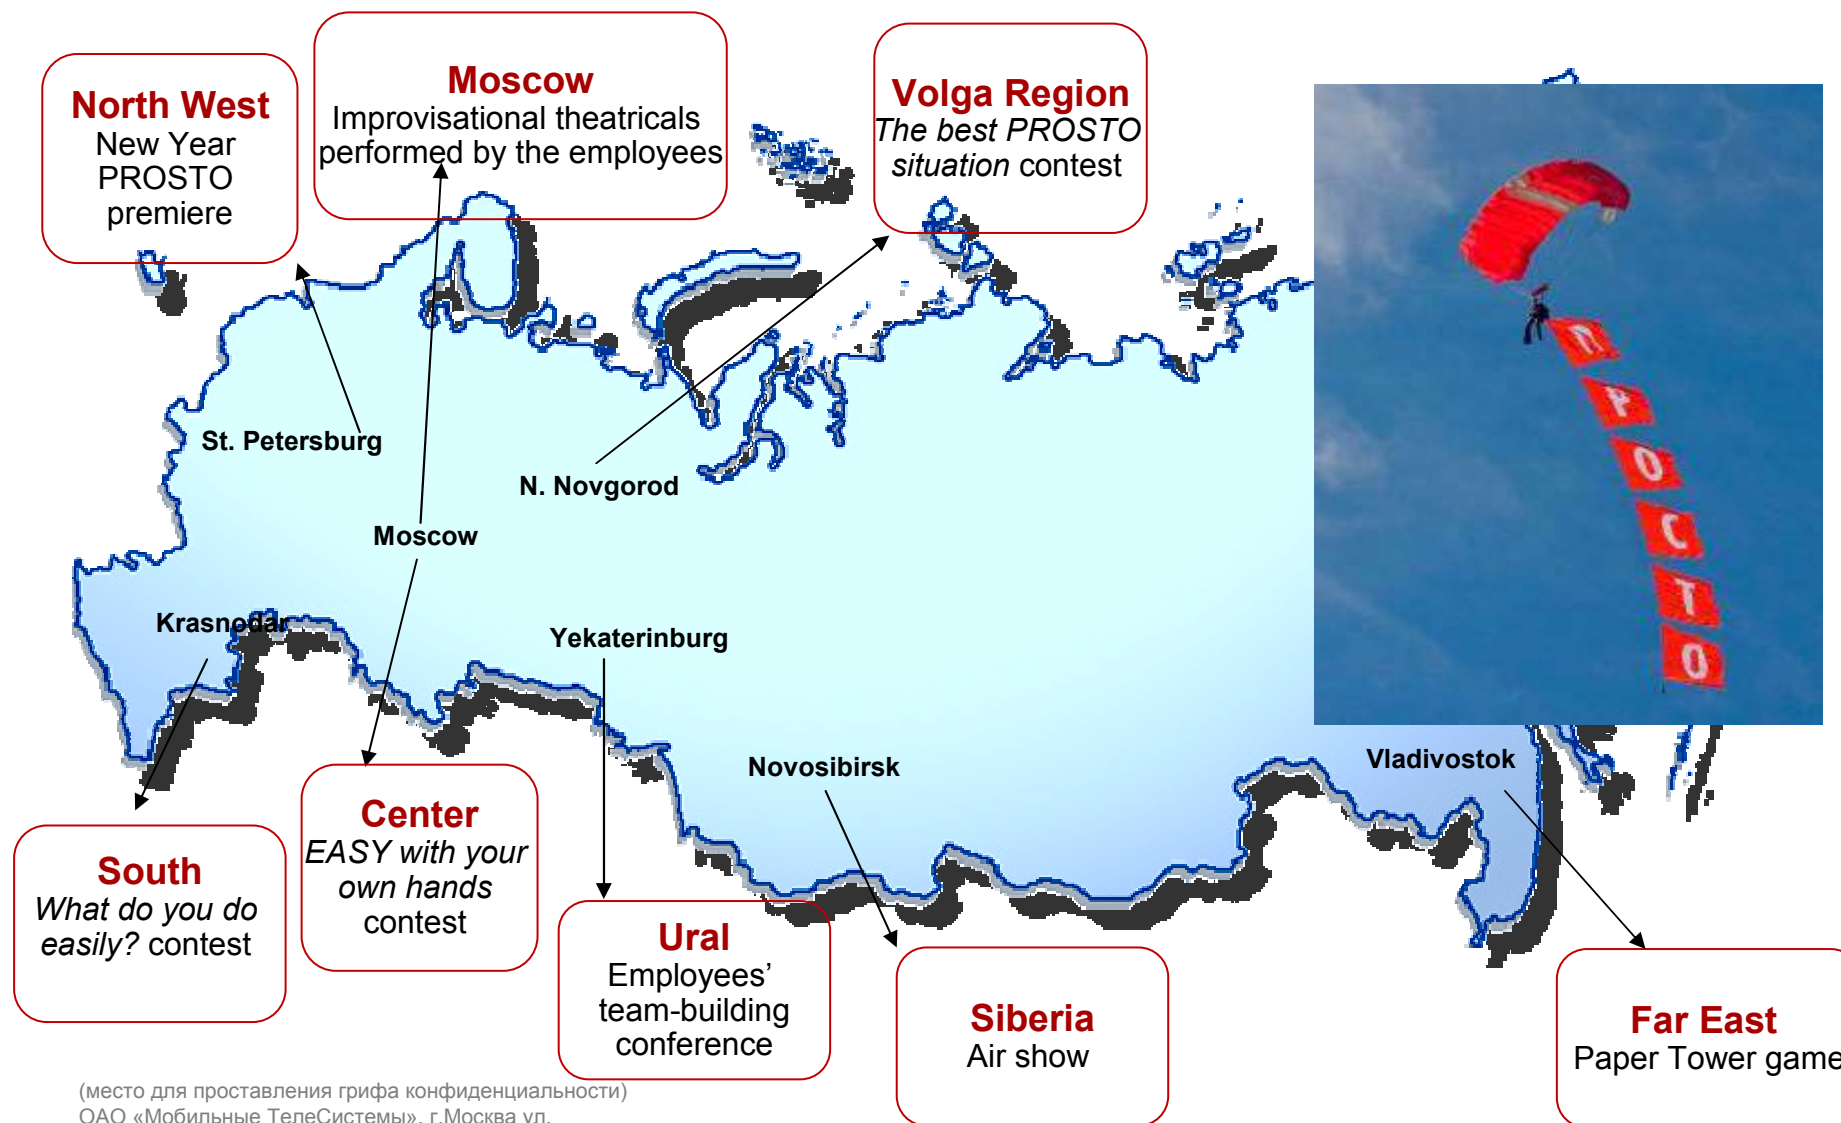 North West
New Year
PROSTO
premiere
Moscow
Improvisational theatricals
performed by the employees
Volga Region
The best PROSTO
situation contest
П
Р
О
С
Т
О
St. Petersburg
N. Novgorod
Moscow
Krasnodar
Yekaterinburg
Novosibirsk
Vladivostok
South
What do you do
easily? contest
Center
EASY with your
own hands
contest
Ural
Employees’
team-building
conference
Siberia
Air show
Far East
Paper Tower game
(место для проставления грифа конфиденциальности)
ОАО «Мобильные ТелеСистемы», г.Москва ул.